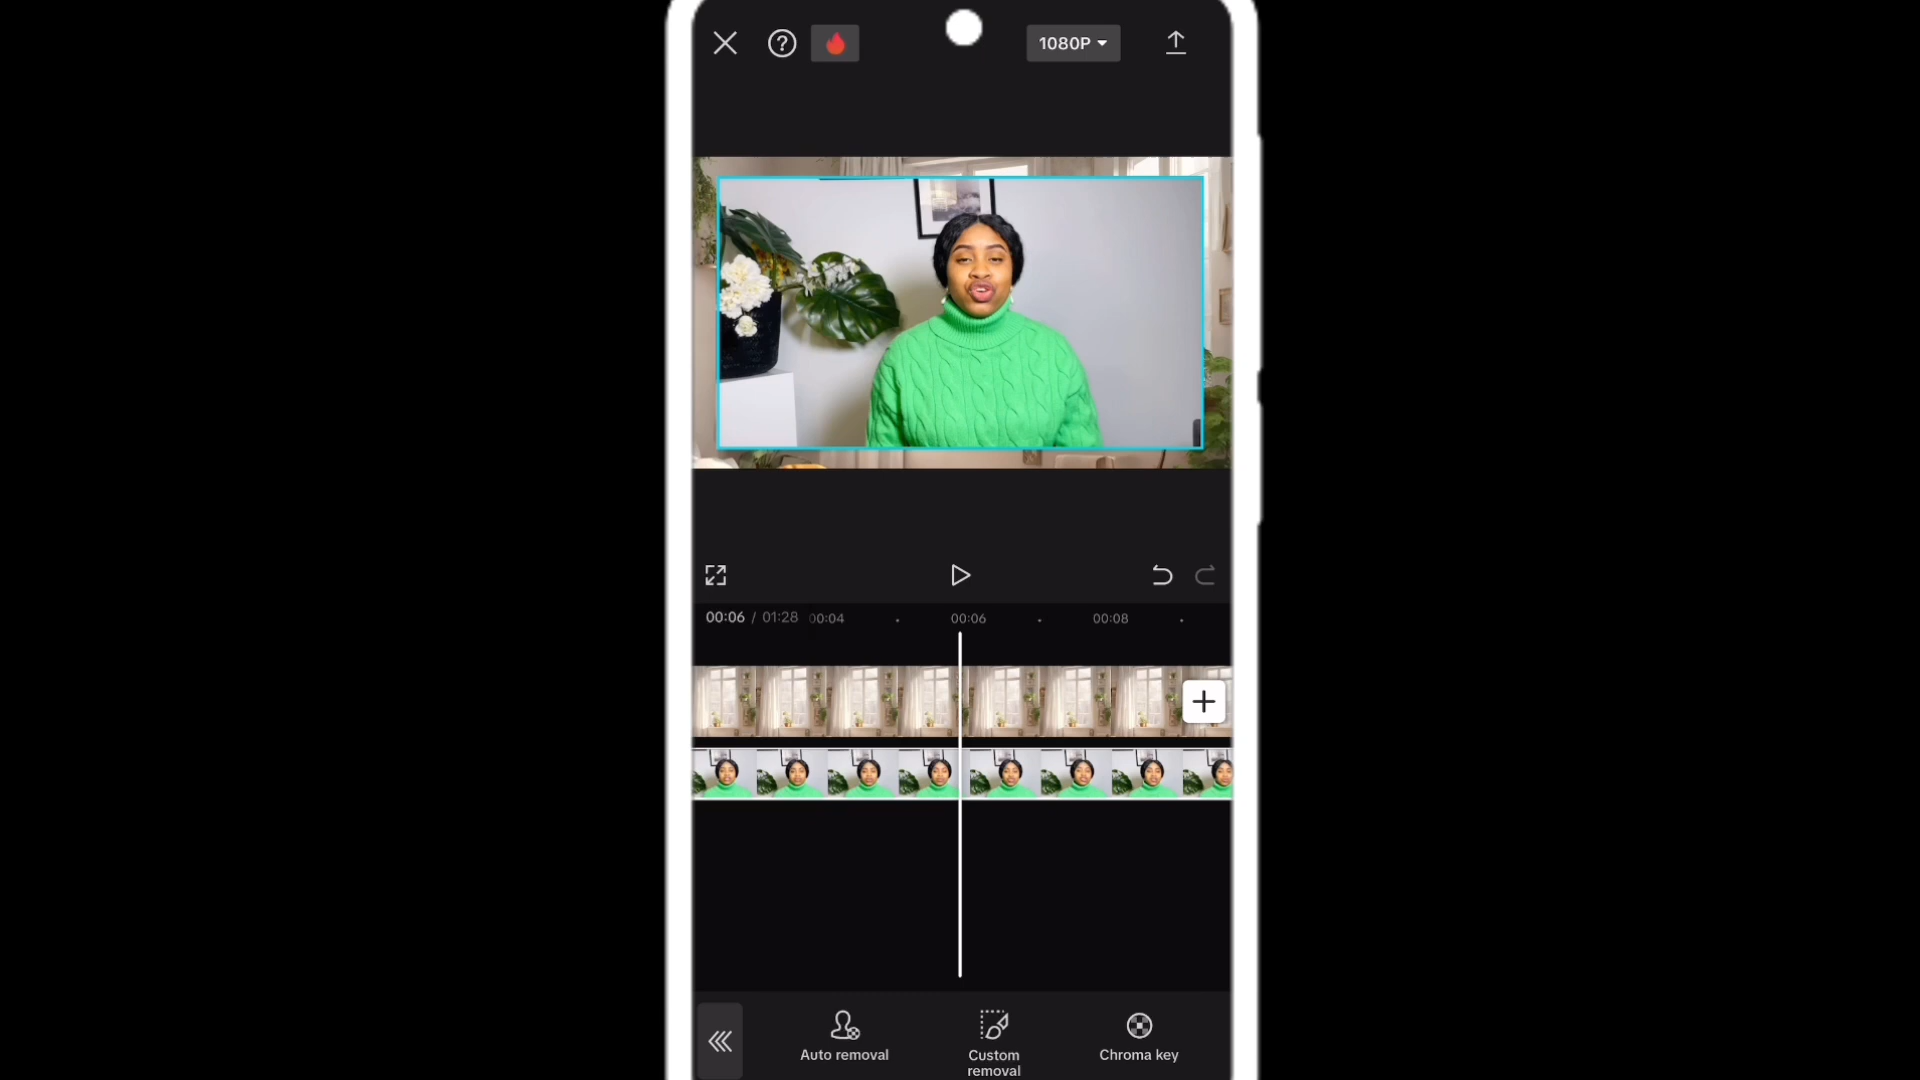 1080P
00:06 / 01:28 00:04 00:06 00:08
Auto removal
Custom
removal
Chroma key